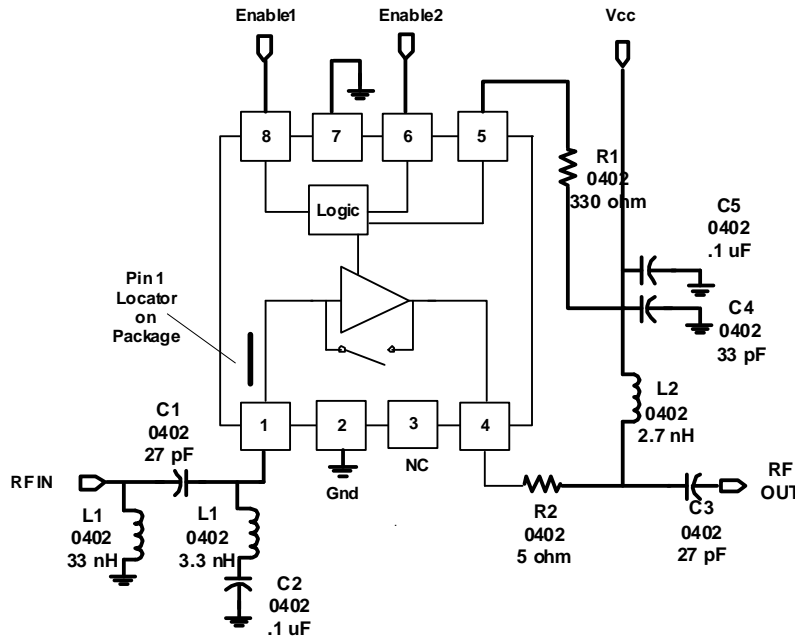 Enable1
Enable2
Vcc
8
7
6
5
R1
0402
330 ohm
Logic
C5
0402
.1 uF
Pin 1
Locator
on
Package
C4
0402
33 pF
L2
0402
2.7 nH
C1
0402
27 pF
1
2
3
4
NC
Gnd
RF IN
RF
OUT
L1
0402
33 nH
L1
0402
3.3 nH
C2
0402
.1 uF
R2
0402
5 ohm
C3
0402
27 pF